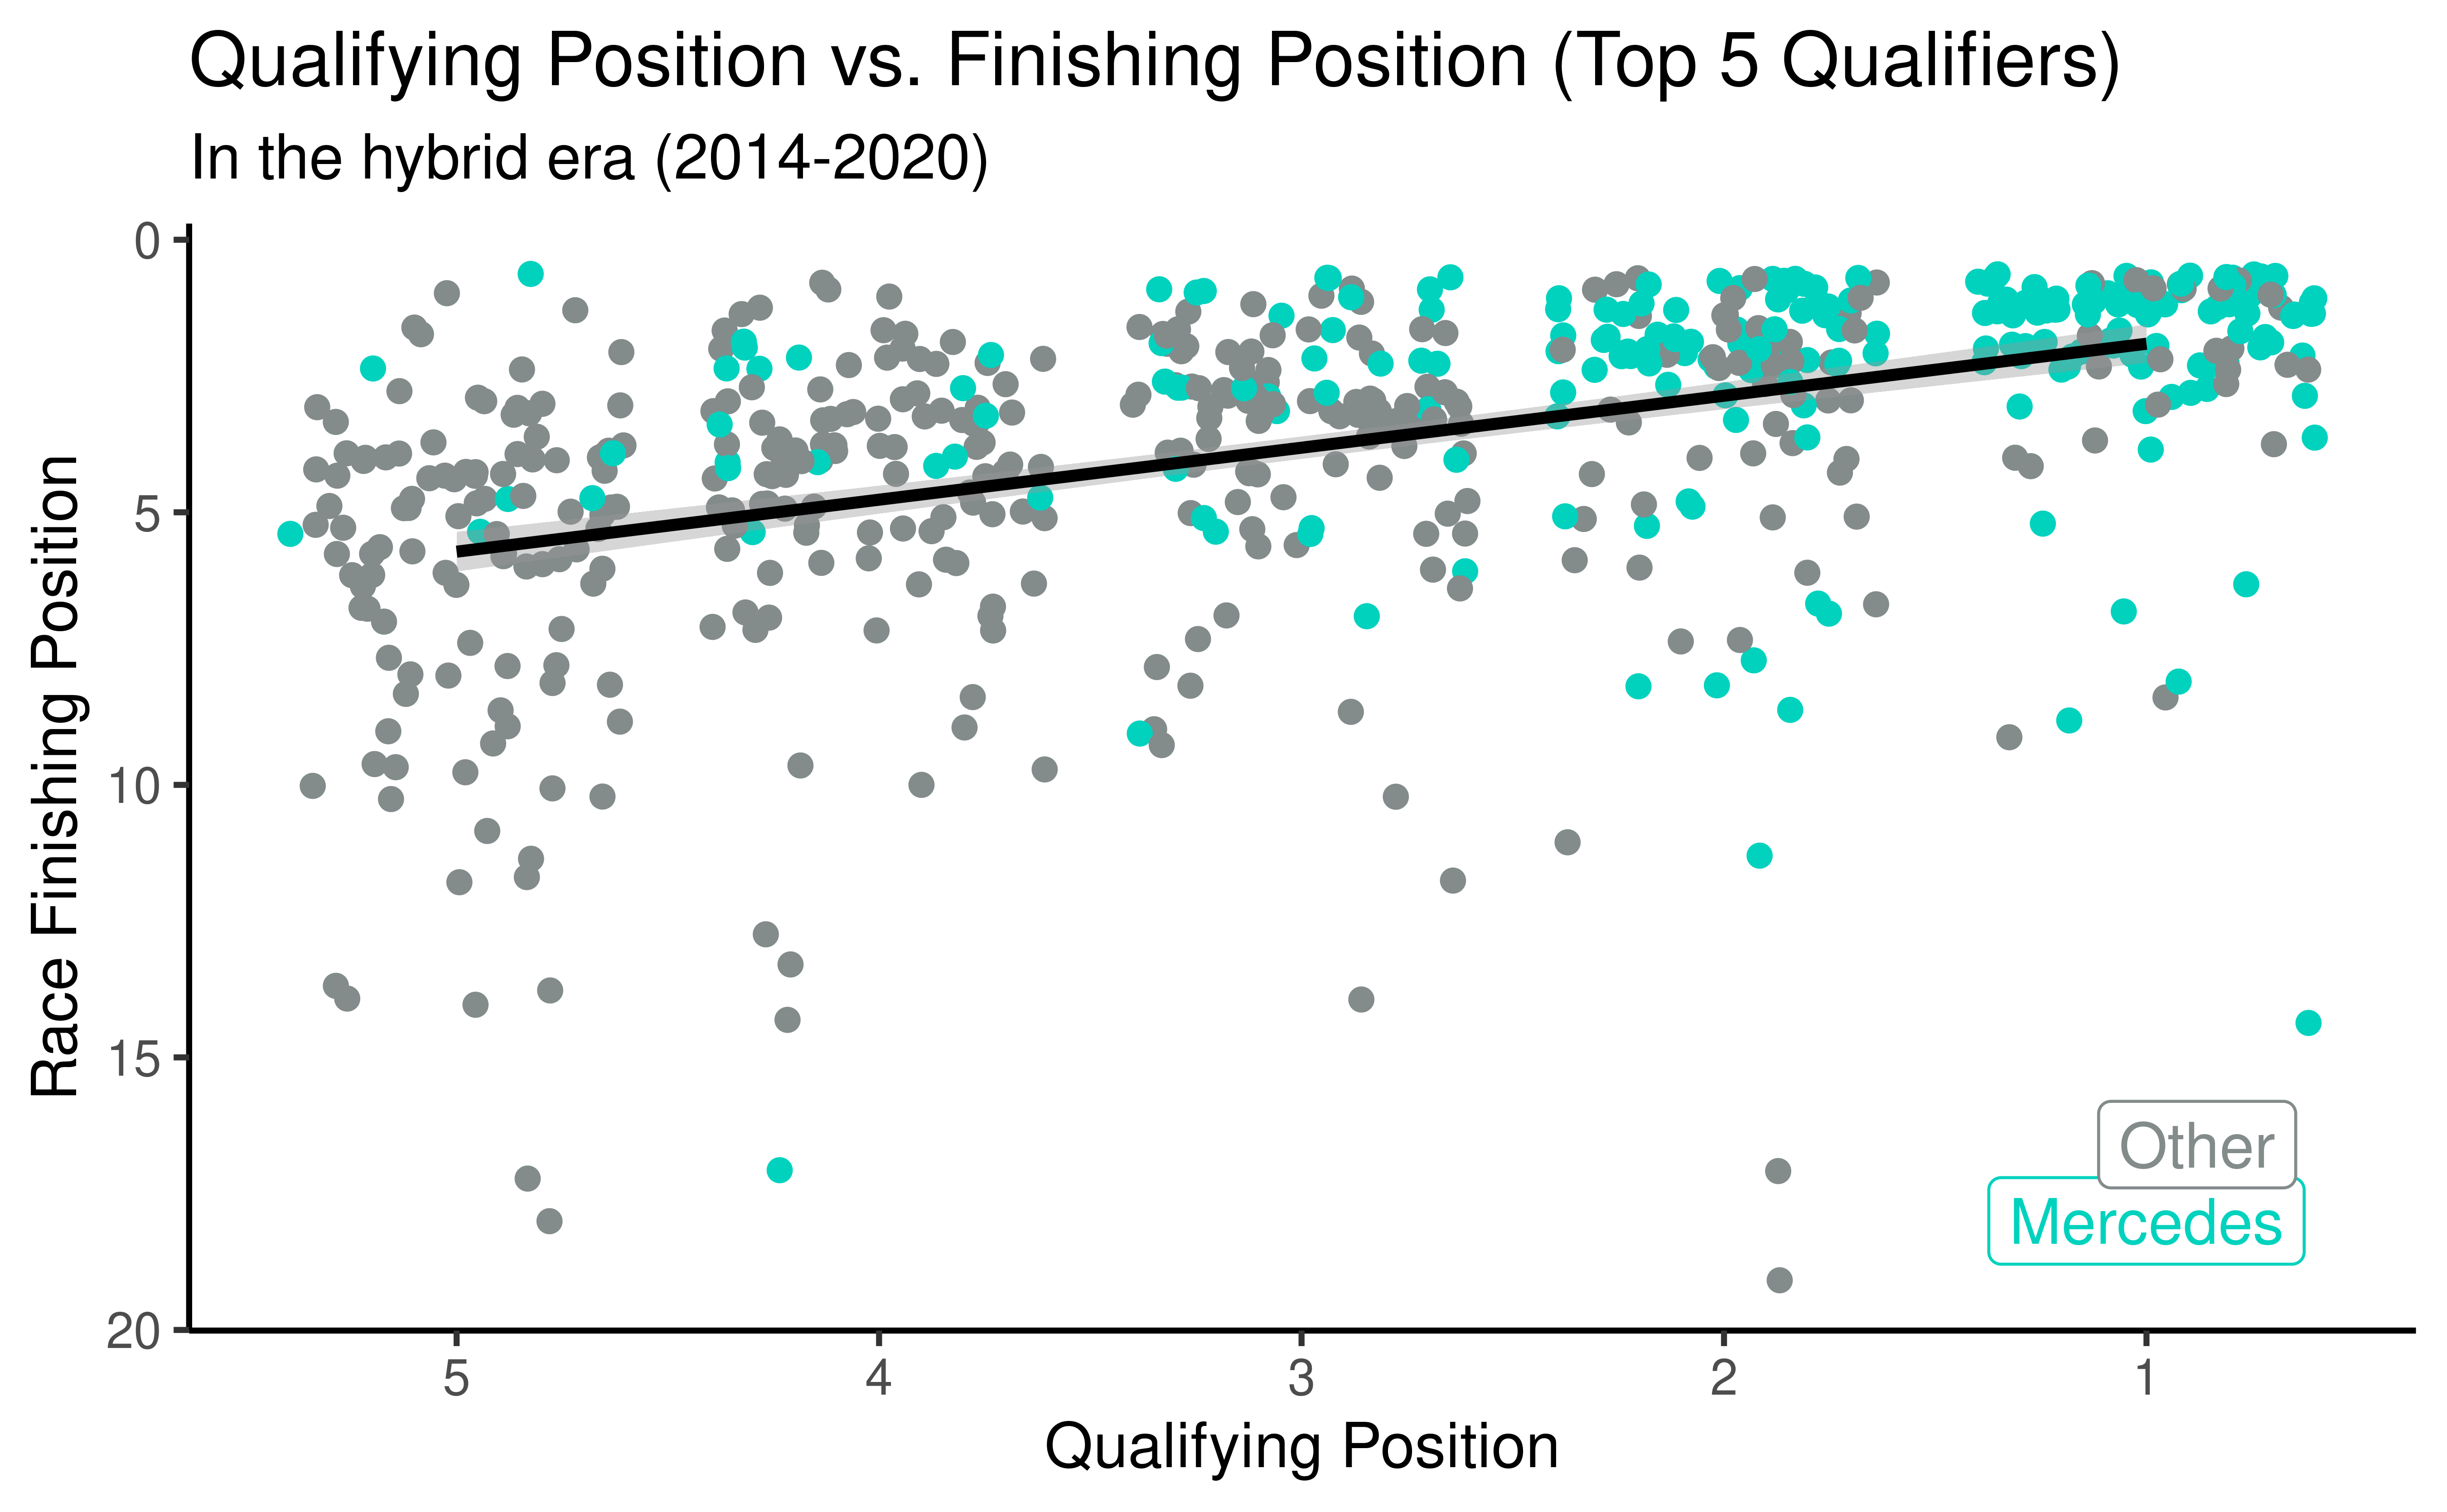 Qualifying Position vs. Finishing Position (Top 5 Qualifiers)
In the hybrid era (2014-2020)
Race Finishing Position
0
5
10
15
20
Other
Mercedes
5 4 3 2 1
Qualifying Position